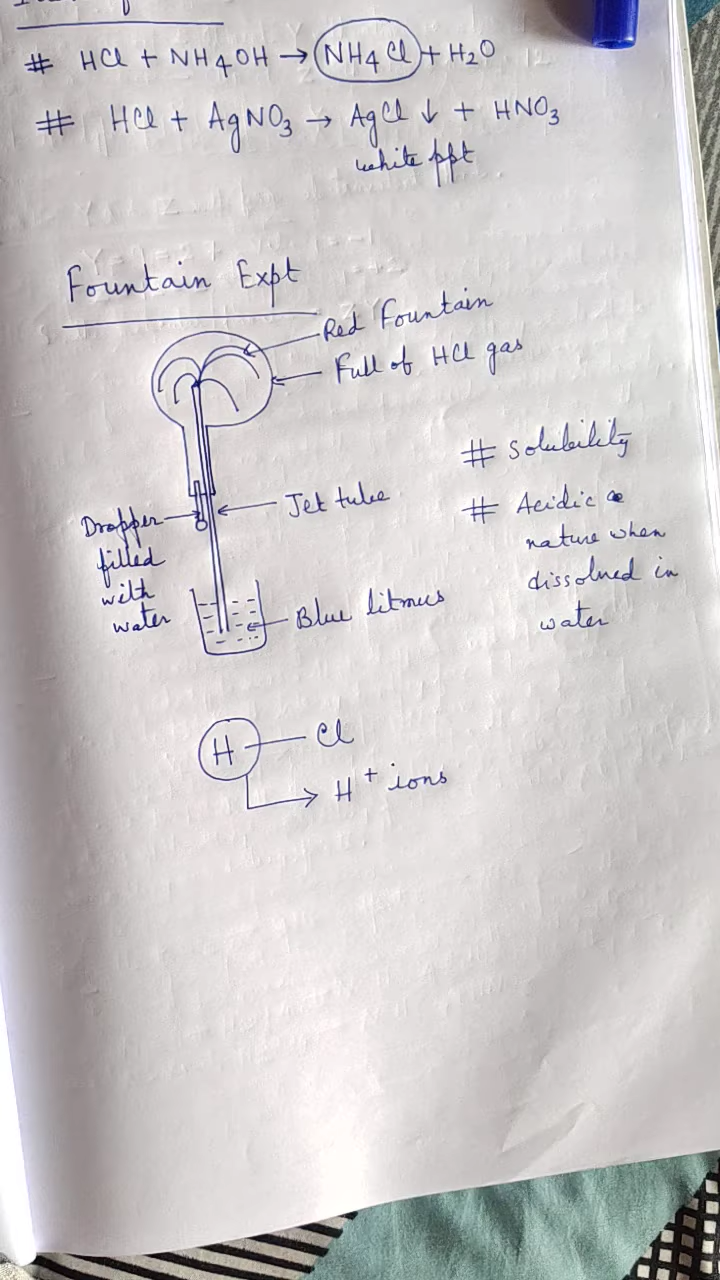 # HCl + NH4OH → NH4Cl + H2O
# HCl + AgNO3 → AgCl ↓ + HNO3
white ppt
Fountain Expt
Red Fountain
Full of HCl gas
Jet tube
Dropper
filled
with
water
Blue litmus
# Solubility
# Acidic
nature when
dissolved in
water
H — Cl
H+ ions